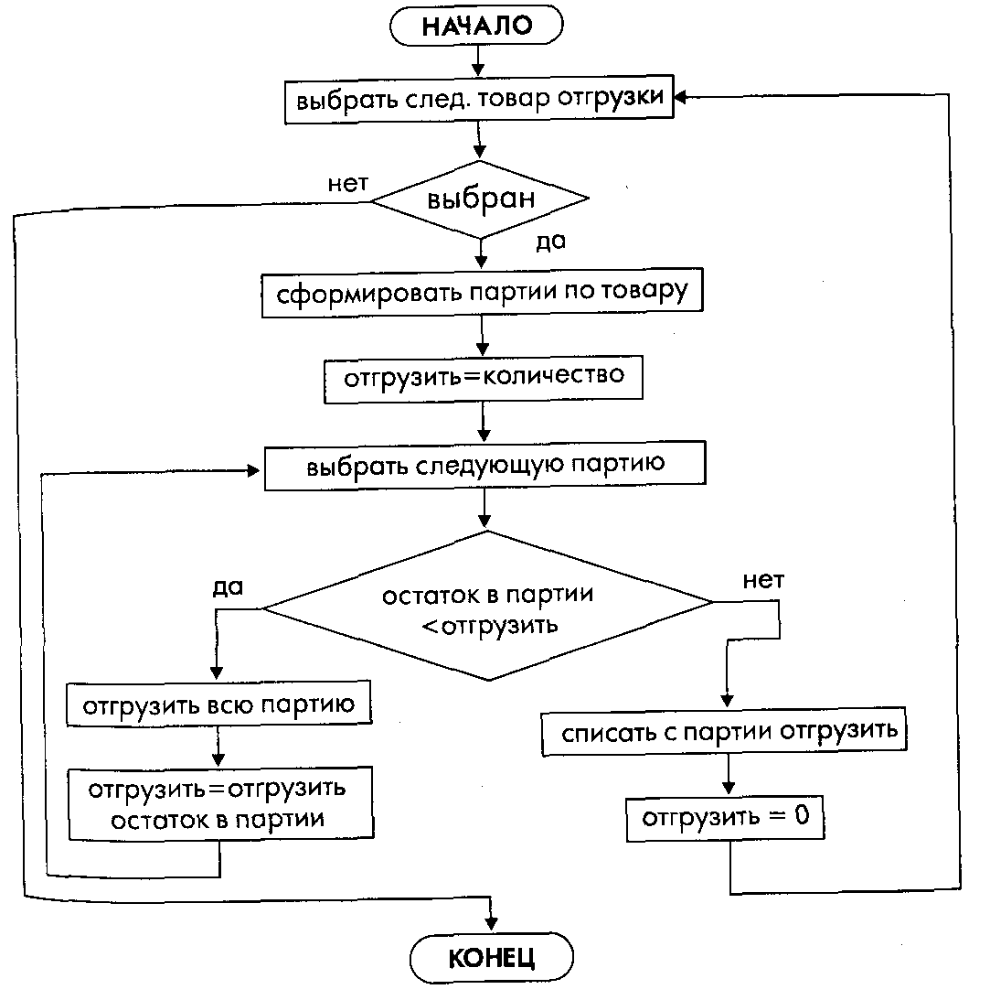 НАЧАЛО
выбрать след. товар отгрузки
нет
выбран
да
сформировать партии по товару
отгрузить=количество
выбрать следующую партию
да
остаток в партии
<отгрузить
нет
отгрузить всю партию
списать с партии отгрузить
отгрузить=отгрузить
остаток в партии
отгрузить = 0
КОНЕЦ